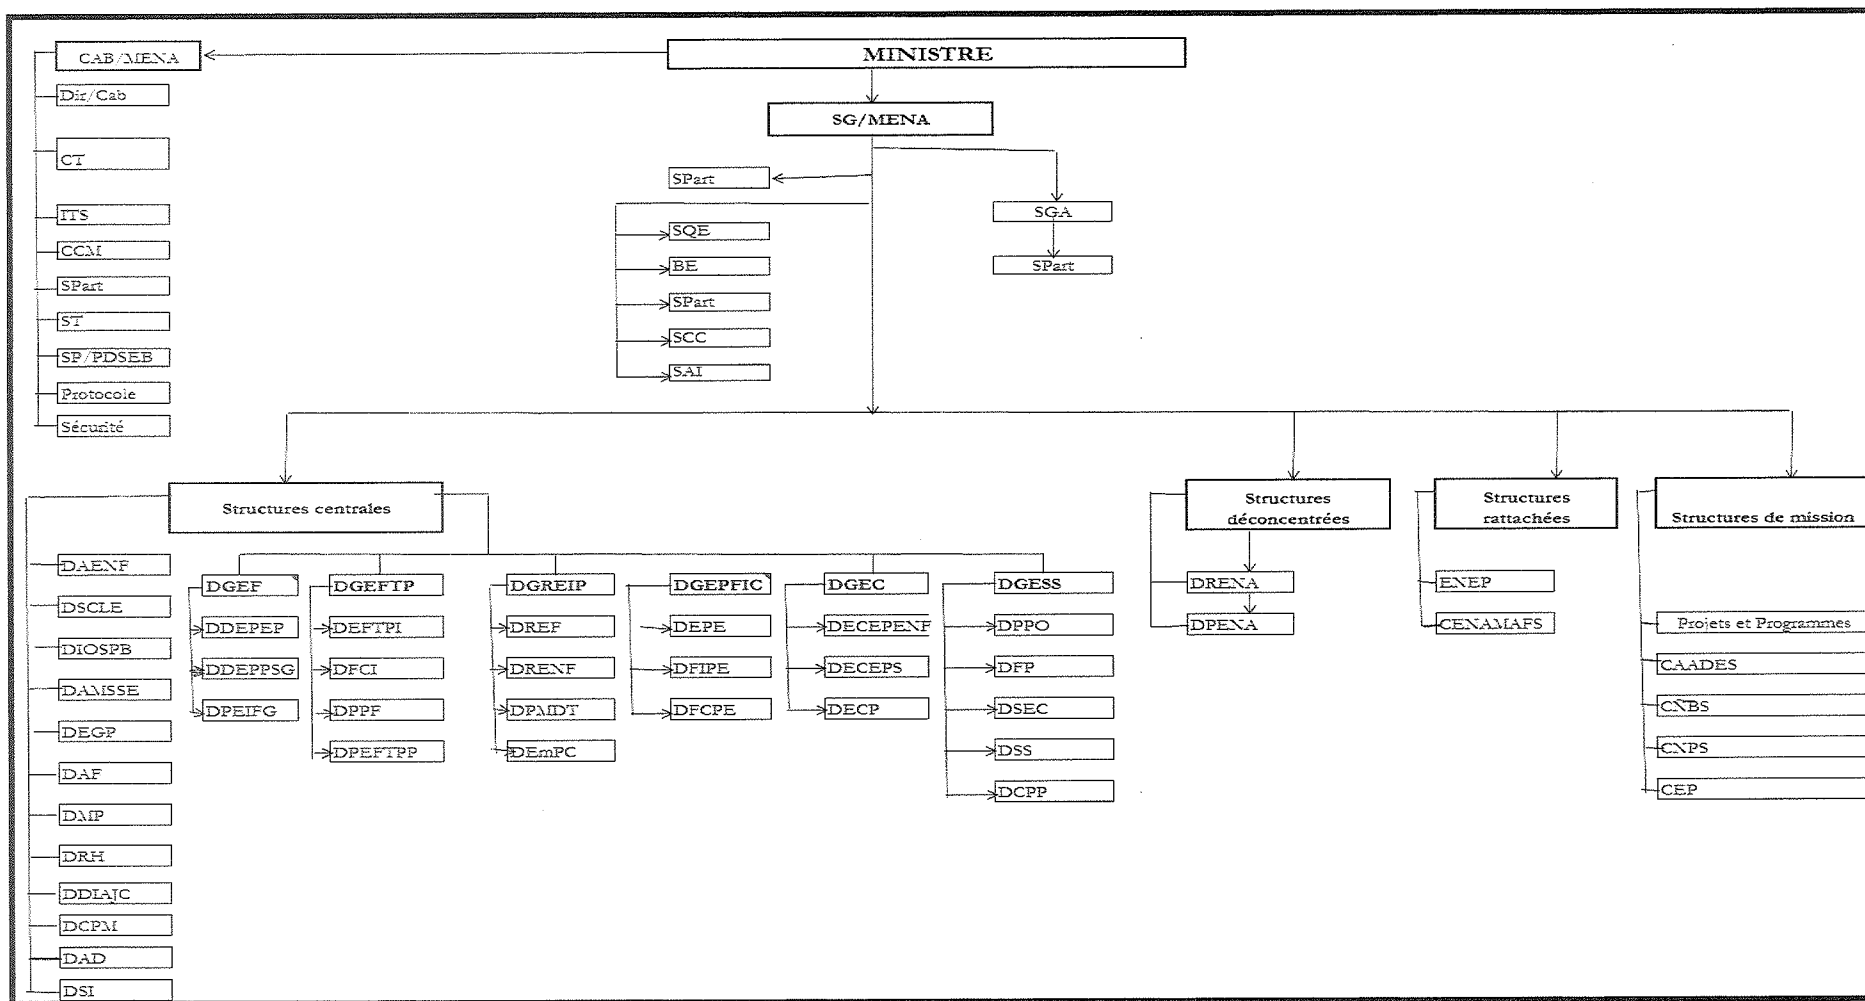 MINISTRE
CAB/MENA
Dir/Cab
CT
ITS
CCM
SPart
ST
SP/PDSEB
Protocole
Sécurité
SG/MENA
SPart
SGA
SPart
SQE
BE
SPart
SCC
SAI
Structures centrales
DAENF
DSCLE
DIOSPB
DAMSSE
DEGP
DAF
DMP
DRH
DDIAJC
DCPM
DAD
DSI
DGEF
DDEPEP
DDEPPSG
DPEIFG
DGEFTP
DEFTPI
DFCI
DPPF
DPEFTPP
DGREIP
DREF
DRENF
DPMDT
DEmPC
DGEPFIC
DEPE
DFIPE
DFCPE
DGEC
DECEPENF
DECEPS
DECP
DGESS
DPPO
DFP
DSEC
DSS
DCPP
Structures
déconcentrées
DRENA
DPENA
Structures
rattachées
ENEP
CENAMAFS
Structures de mission
Projets et Programmes
CAADES
CNBS
CNPS
CEP